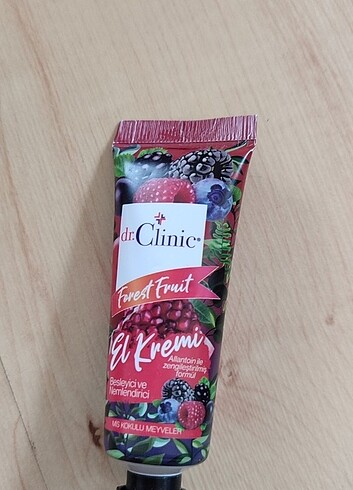 dr.Clinic®
Forest Fruit
El Kremi
Allantoin ile
zenginleştirilmiş
formül
Besleyici ve
Nemlendirici
MİS KOKULU MEYVELER